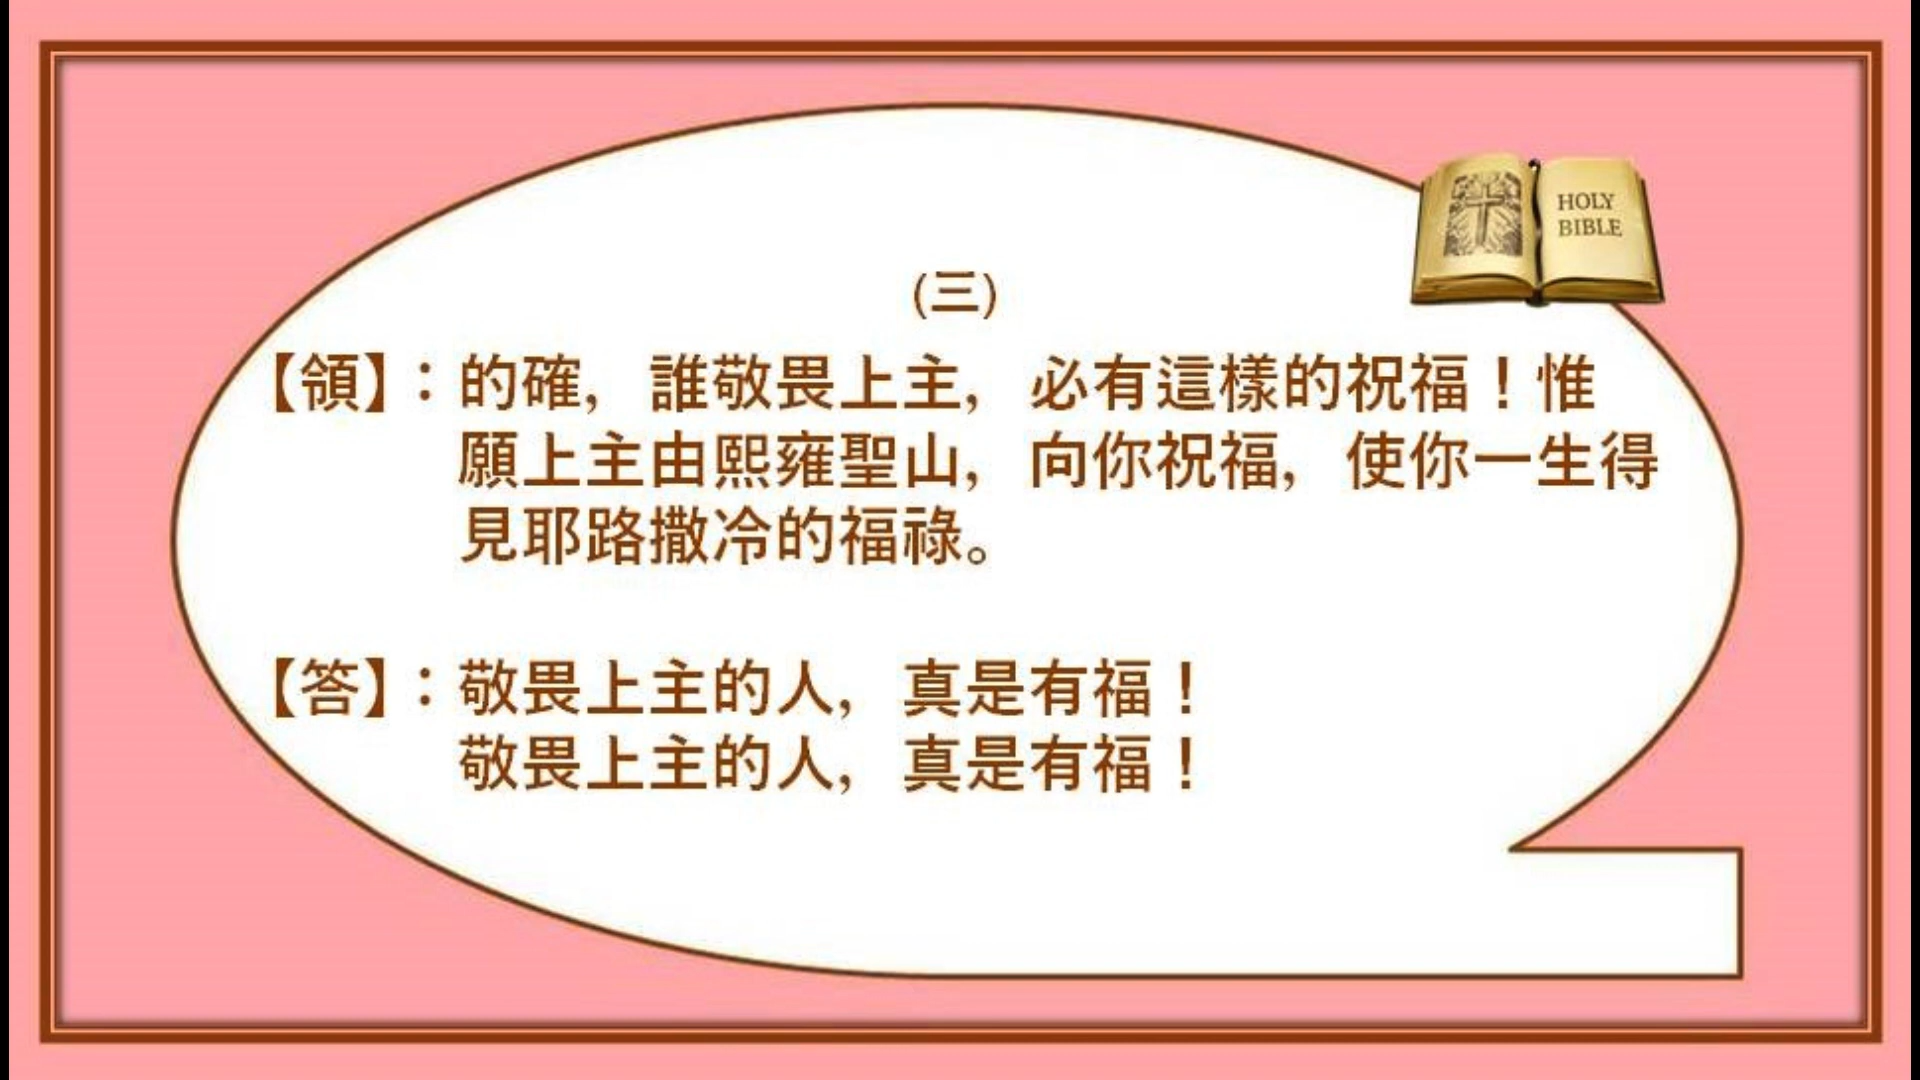 HOLY
BIBLE
(三)
【領】：的確，誰敬畏上主，必有這樣的祝福！惟
願上主由熙雍聖山，向你祝福，使你一生得
見耶路撒冷的福祿。
【答】：敬畏上主的人，真是有福！
敬畏上主的人，真是有福！